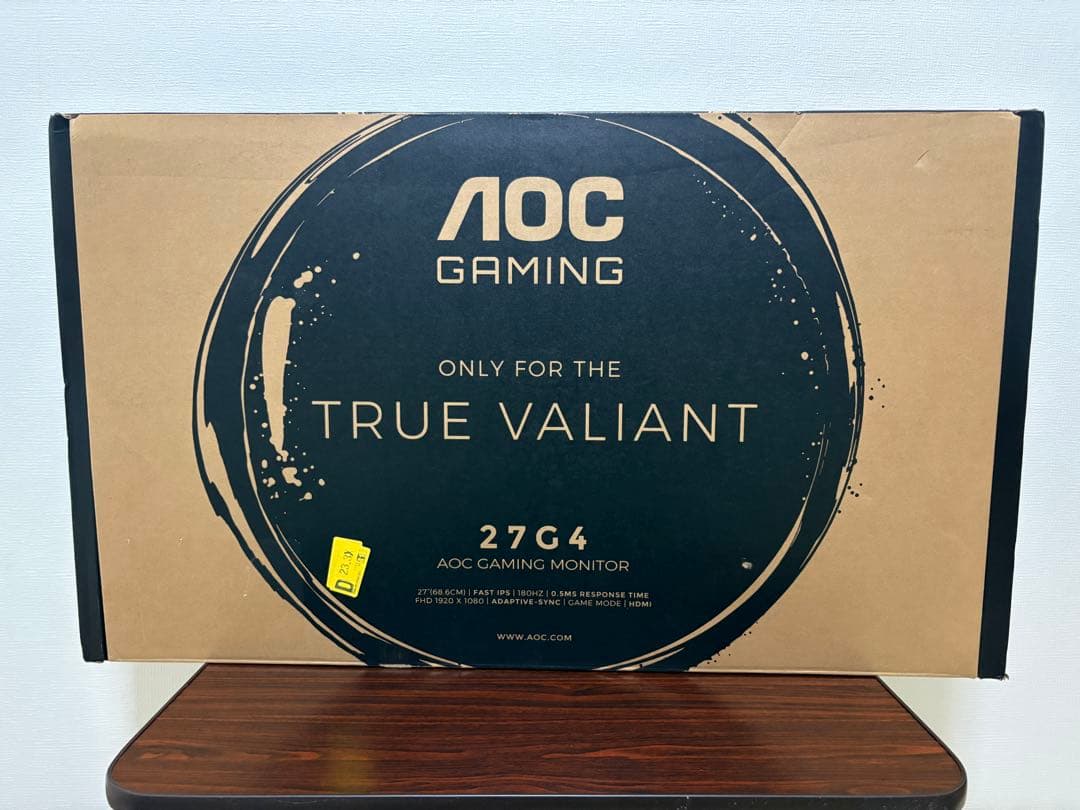 AOC
GAMING
ONLY FOR THE
TRUE VALIANT
27G4
AOC GAMING MONITOR
27"(68.6CM) | FAST IPS | 180HZ | 0.5MS RESPONSE TIME
FHD 1920 X 1080 | ADAPTIVE-SYNC | GAME MODE | HDMI
WWW.AOC.COM
D